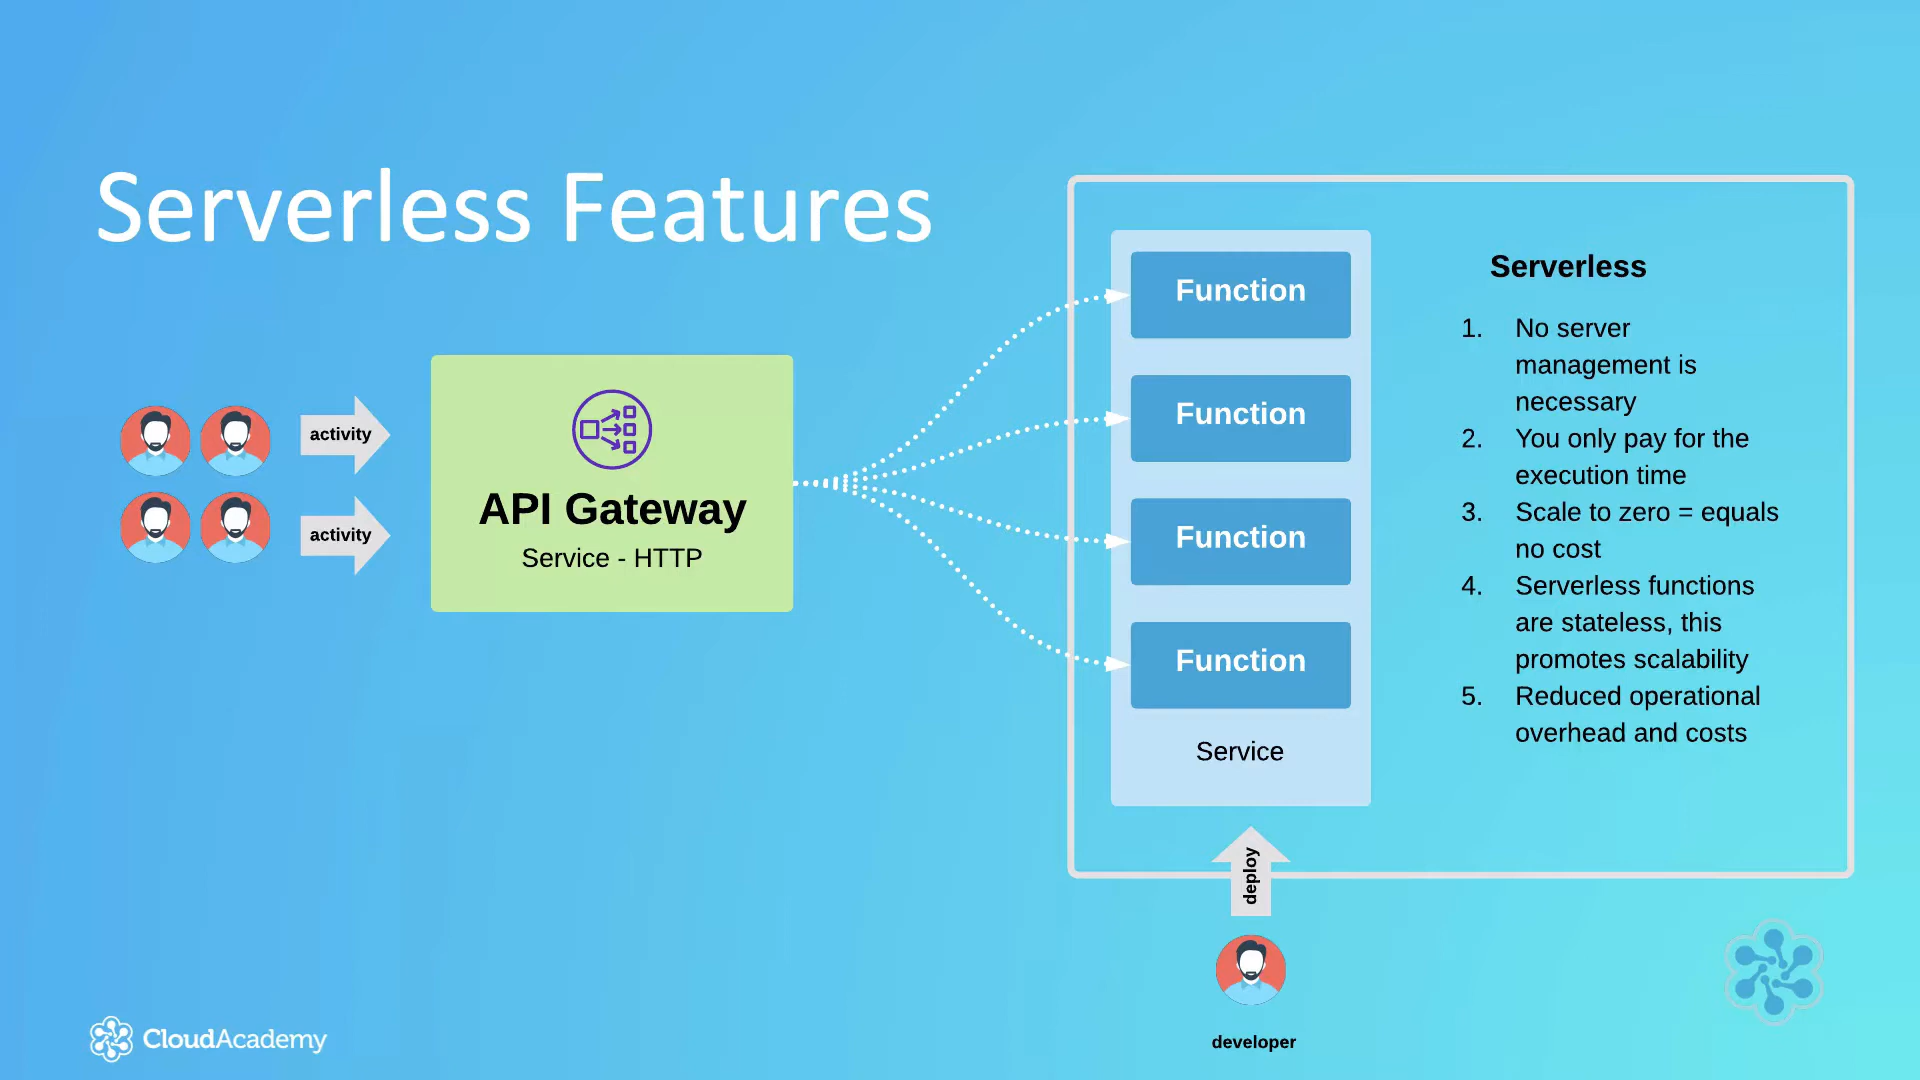 Serverless Features
activity
activity
API Gateway
Service - HTTP
Function
Function
Function
Function
Service
deploy
developer
Serverless
1. No server
management is
necessary
2. You only pay for the
execution time
3. Scale to zero = equals
no cost
4. Serverless functions
are stateless, this
promotes scalability
5. Reduced operational
overhead and costs
CloudAcademy